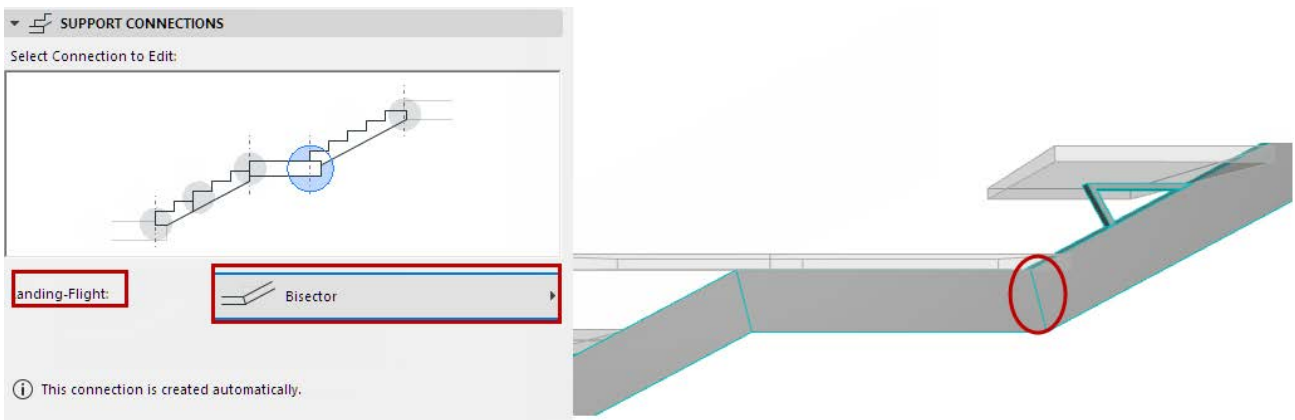 SUPPORT CONNECTIONS
Select Connection to Edit:
anding-Flight:
Bisector
This connection is created automatically.